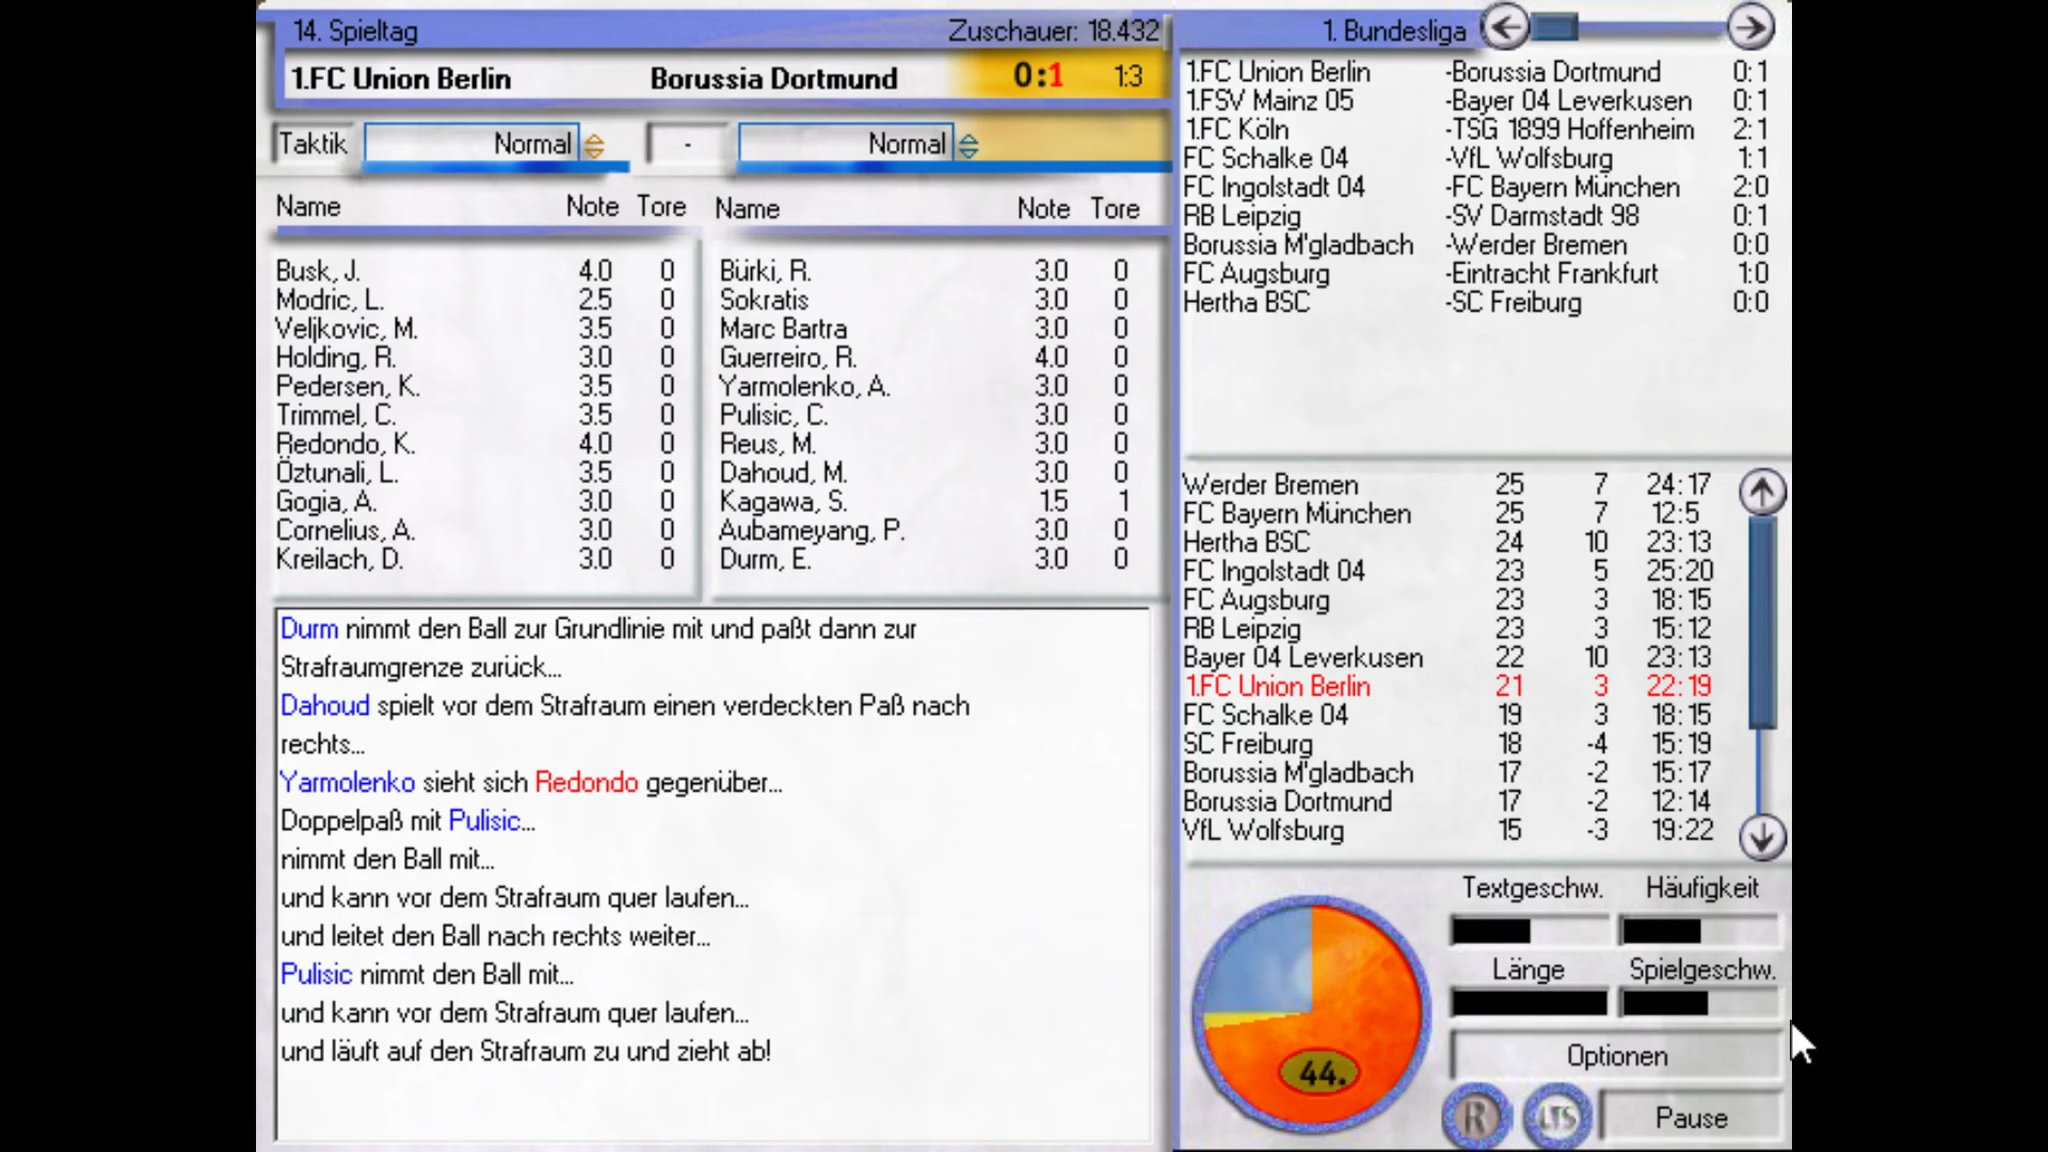 14. Spieltag Zuschauer: 18.432
1.FC Union Berlin Borussia Dortmund 0:1 1:3
Taktik Normal - Normal
Name Note Tore Name Note Tore
Busk, J. 4.0 0 Bürki, R. 3.0 0
Modric, L. 2.5 0 Sokratis 3.0 0
Veljkovic, M. 3.5 0 Marc Bartra 3.0 0
Holding, R. 3.0 0 Guerreiro, R. 4.0 0
Pedersen, K. 3.5 0 Yarmolenko, A. 3.0 0
Trimmel, C. 3.5 0 Pulisic, C. 3.0 0
Redondo, K. 4.0 0 Reus, M. 3.0 0
Öztunali, L. 3.5 0 Dahoud, M. 3.0 0
Gogia, A. 3.0 0 Kagawa, S. 1.5 1
Cornelius, A. 3.0 0 Aubameyang, P. 3.0 0
Kreilach, D. 3.0 0 Durm, E. 3.0 0
Durm nimmt den Ball zur Grundlinie mit und paßt dann zur
Strafraumgrenze zurück...
Dahoud spielt vor dem Strafraum einen verdeckten Paß nach
rechts...
Yarmolenko sieht sich Redondo gegenüber...
Doppelpaß mit Pulisic...
nimmt den Ball mit...
und kann vor dem Strafraum quer laufen...
und leitet den Ball nach rechts weiter...
Pulisic nimmt den Ball mit...
und kann vor dem Strafraum quer laufen...
und läuft auf den Strafraum zu und zieht ab!
1. Bundesliga
1.FC Union Berlin -Borussia Dortmund 0:1
1.FSV Mainz 05 -Bayer 04 Leverkusen 0:1
1.FC Köln -TSG 1899 Hoffenheim 2:1
FC Schalke 04 -VfL Wolfsburg 1:1
FC Ingolstadt 04 -FC Bayern München 2:0
RB Leipzig -SV Darmstadt 98 0:1
Borussia M'gladbach -Werder Bremen 0:0
FC Augsburg -Eintracht Frankfurt 1:0
Hertha BSC -SC Freiburg 0:0
Werder Bremen 25 7 24:17
FC Bayern München 25 7 12:5
Hertha BSC 24 10 23:13
FC Ingolstadt 04 23 5 25:20
FC Augsburg 23 3 18:15
RB Leipzig 23 3 15:12
Bayer 04 Leverkusen 22 10 23:13
1.FC Union Berlin 21 3 22:19
FC Schalke 04 19 3 18:15
SC Freiburg 18 -4 15:19
Borussia M'gladbach 17 -2 15:17
Borussia Dortmund 17 -2 12:14
VfL Wolfsburg 15 -3 19:22
Textgeschw. Häufigkeit
Länge Spielgeschw.
Optionen
44.
R LTS Pause